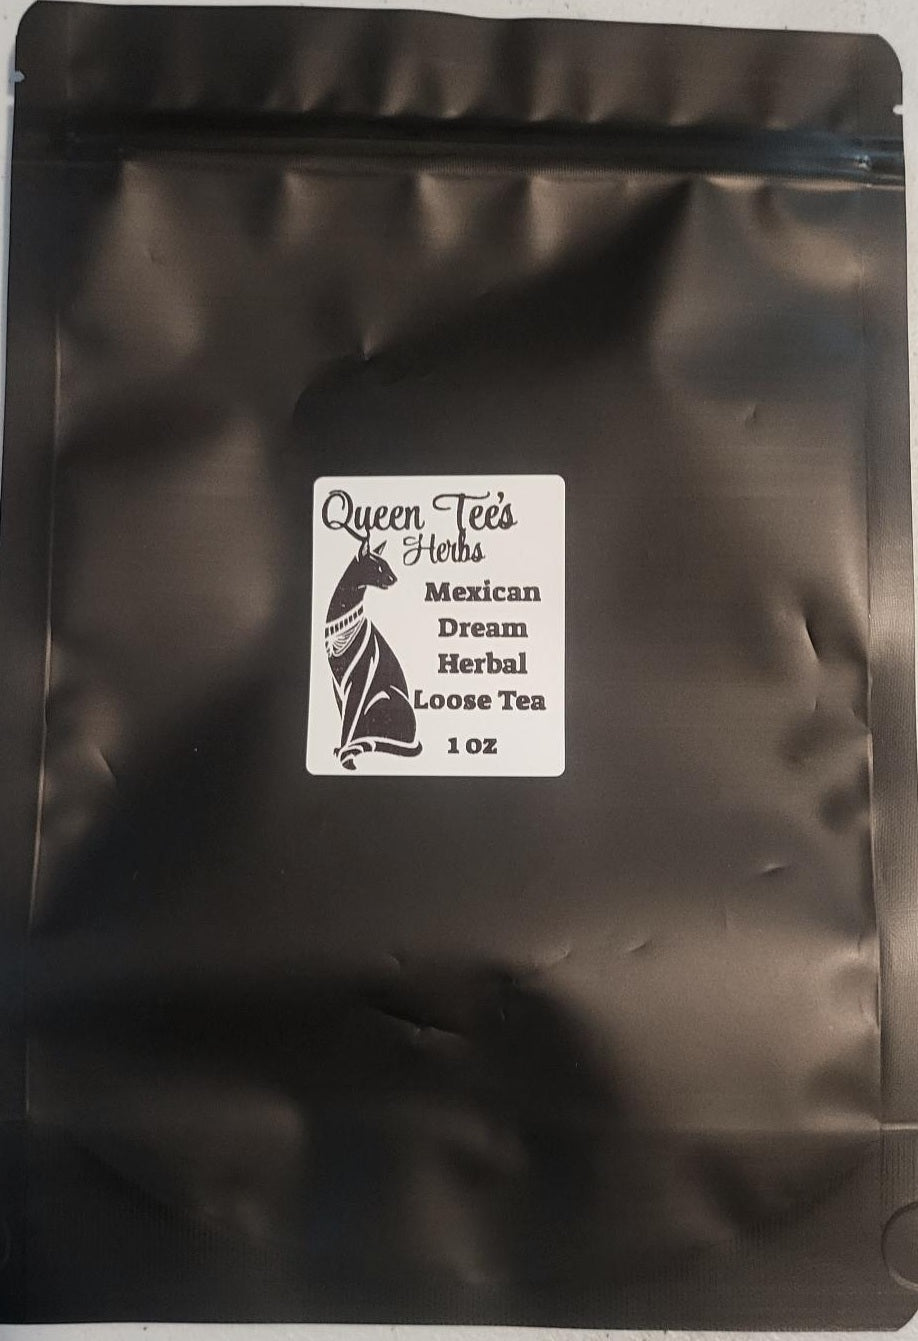 Queen Tee's
Herbs
Mexican
Dream
Herbal
Loose Tea
1 OZ